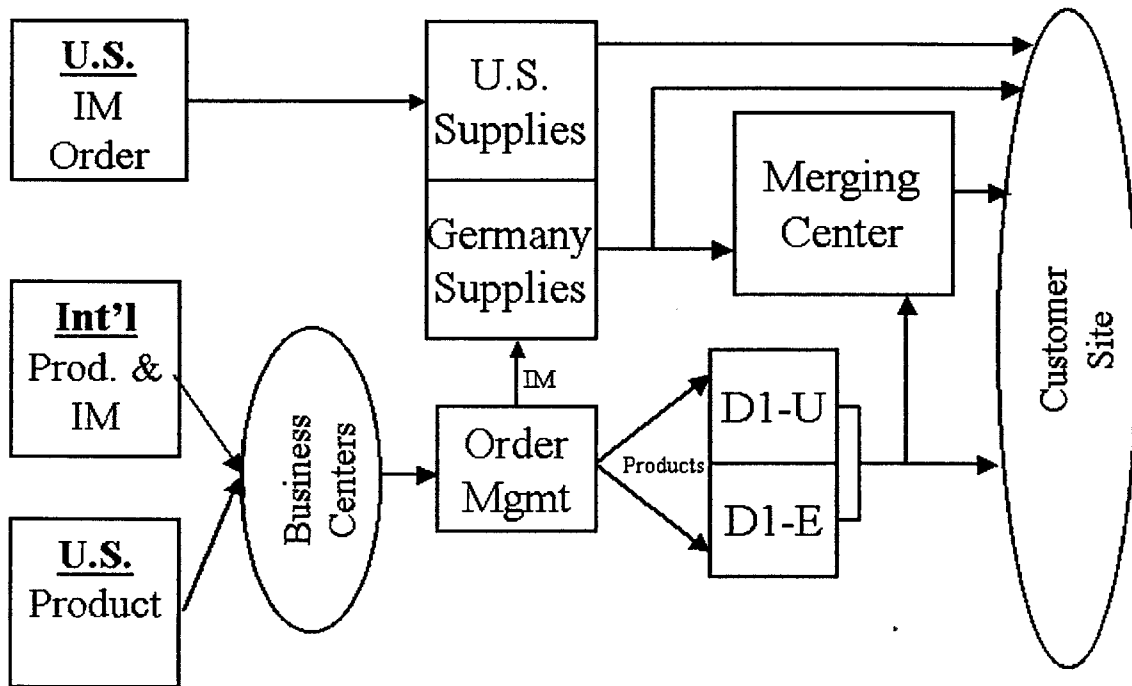 U.S.
IM
Order
U.S.
Supplies
Germany
Supplies
Merging
Center
Customer
Site
Int'l
Prod. &
IM
Business
Centers
IM
Order
Mgmt
Products
D1-U
D1-E
U.S.
Product